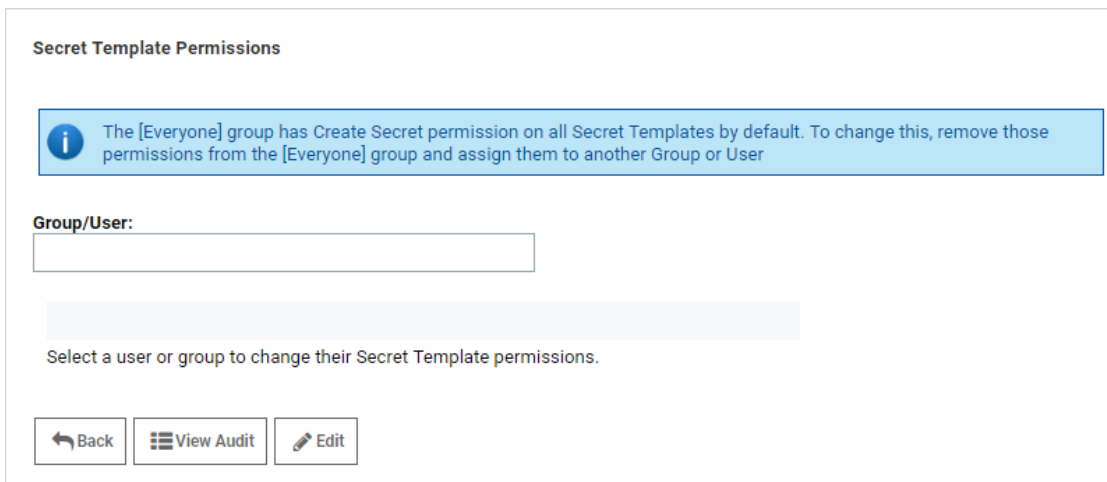 Secret Template Permissions
The [Everyone] group has Create Secret permission on all Secret Templates by default. To change this, remove those
permissions from the [Everyone] group and assign them to another Group or User
Group/User:
Select a user or group to change their Secret Template permissions.
Back View Audit Edit